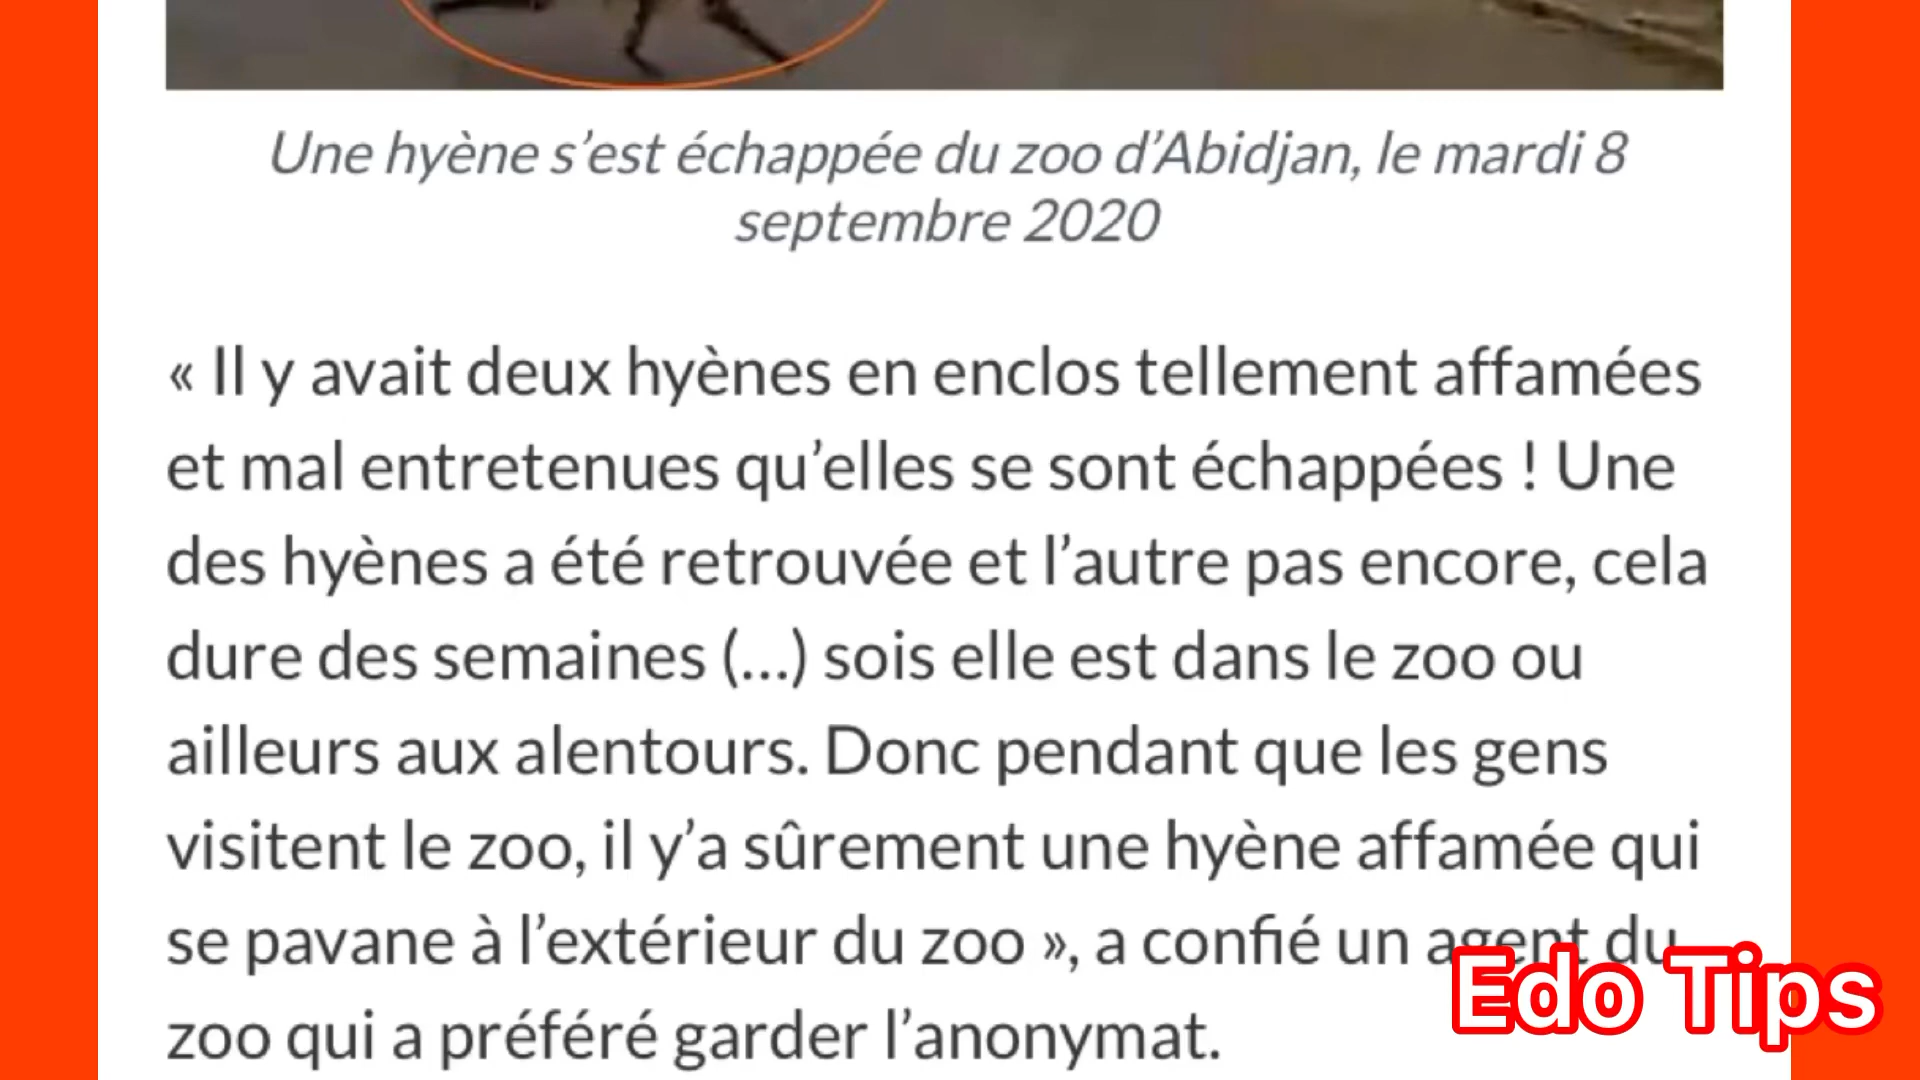 Une hyène s’est échappée du zoo d’Abidjan, le mardi 8
septembre 2020
« Il y avait deux hyènes en enclos tellement affamées
et mal entretenues qu’elles se sont échappées ! Une
des hyènes a été retrouvée et l’autre pas encore, cela
dure des semaines (...) sois elle est dans le zoo ou
ailleurs aux alentours. Donc pendant que les gens
visitent le zoo, il y’a sûrement une hyène affamée qui
se pavane à l’extérieur du zoo », a confié un agent du
zoo qui a préféré garder l’anonymat.
Edo Tips